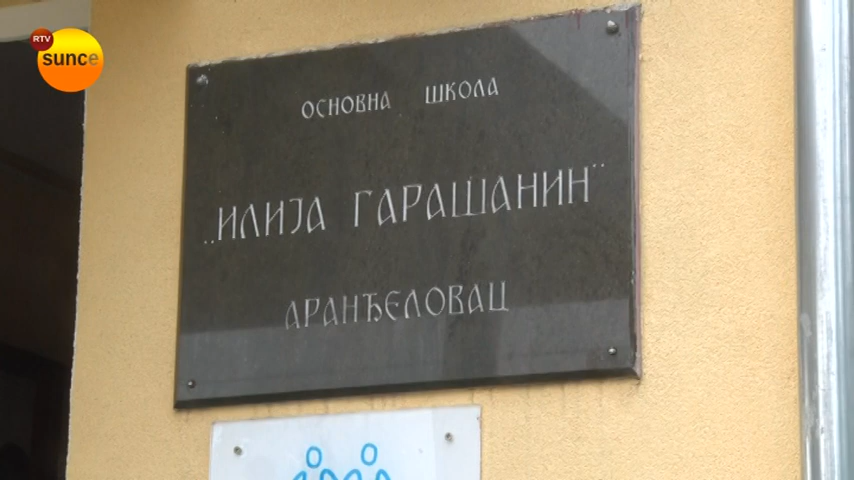 RTV
sunce
ОСНОВНА ШКОЛА
„ИЛИЈА ГАРАШАНИН“
АРАНЂЕЛОВАЦ